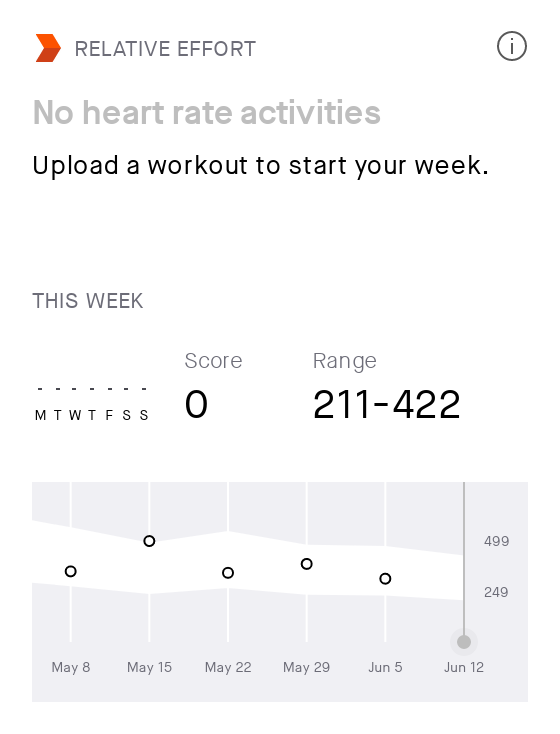 RELATIVE EFFORT
No heart rate activities
Upload a workout to start your week.
THIS WEEK
Score
Range
- - - - - - -
M T W T F S S
0
211-422
499
249
May 8
May 15
May 22
May 29
Jun 5
Jun 12